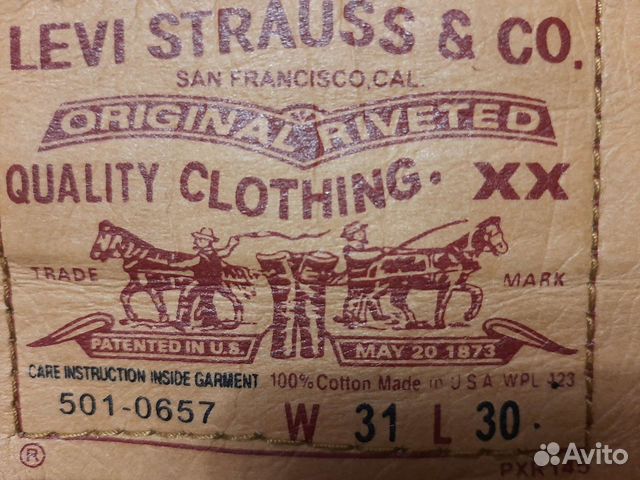 LEVI STRAUSS & CO.
SAN FRANCISCO, CAL.
ORIGINAL RIVETED
QUALITY CLOTHING. XX
TRADE MARK
PATENTED IN U.S. MAY 20 1873
CARE INSTRUCTION INSIDE GARMENT 100% Cotton Made in U S A WPL 423
501-0657 W 31 L 30
®
Avito